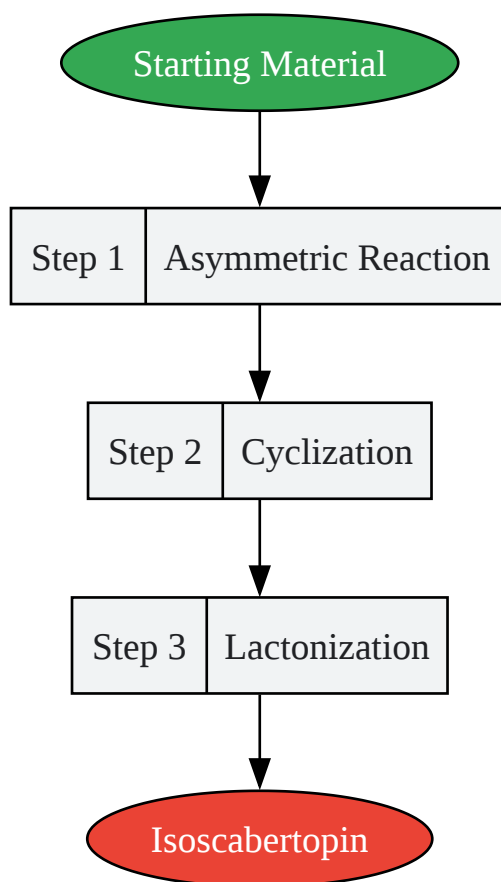 Starting Material
Step 1 Asymmetric Reaction
Step 2 Cyclization
Step 3 Lactonization
Isoscabertopin